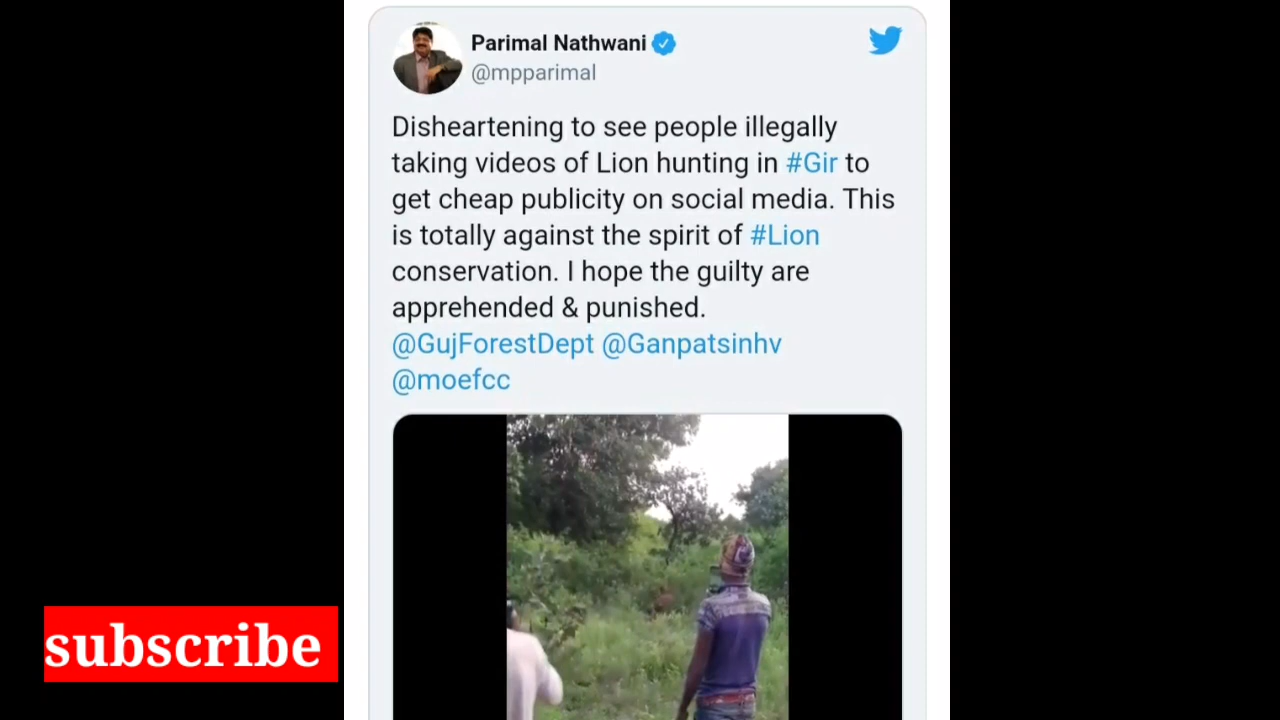 Parimal Nathwani
@mpparimal
Disheartening to see people illegally
taking videos of Lion hunting in #Gir to
get cheap publicity on social media. This
is totally against the spirit of #Lion
conservation. I hope the guilty are
apprehended & punished.
@GujForestDept @Ganpatsinhv
@moefcc
subscribe